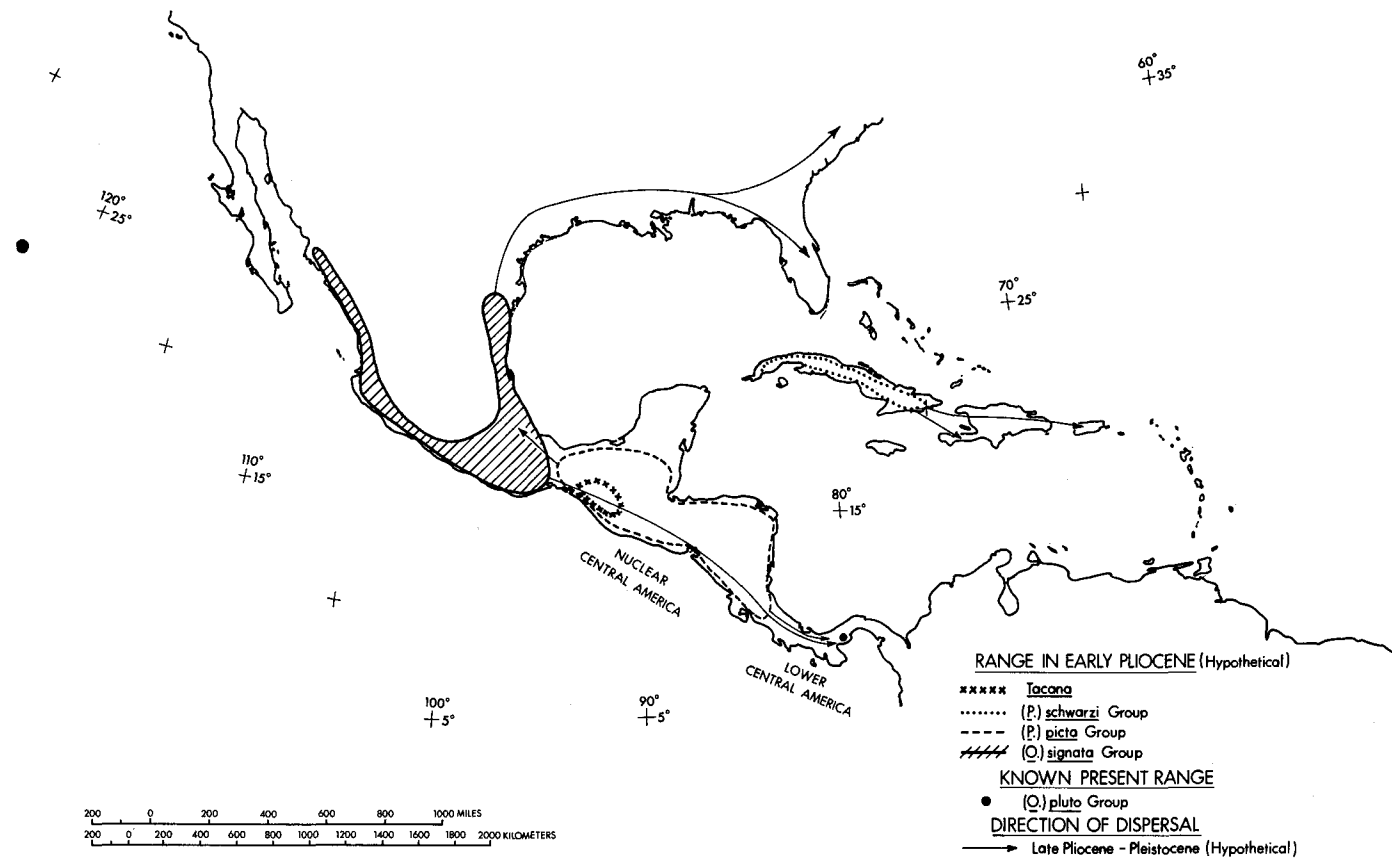 60°
+35°
120°
+25°
70°
+25°
110°
+15°
80°
+15°
NUCLEAR
CENTRAL AMERICA
LOWER
CENTRAL AMERICA
100°
+5°
90°
+5°
RANGE IN EARLY PLIOCENE (Hypothetical)
xxxxx Tacana
(P.) schwarzi Group
(P.) picta Group
(O.) signata Group
KNOWN PRESENT RANGE
(O.) pluto Group
DIRECTION OF DISPERSAL
Late Pliocene - Pleistocene (Hypothetical)
200 0 200 400 600 1000 MILES
200 0 200 400 600 800 1000 1200 1400 1600 1800 2000 KILOMETERS